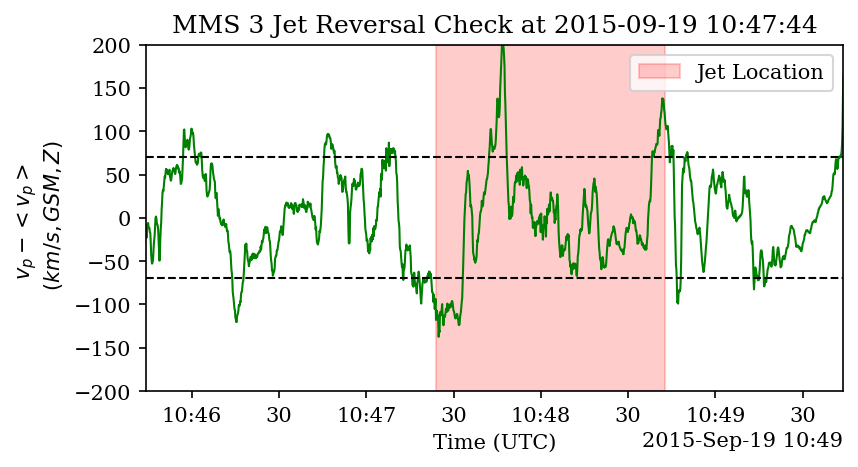 MMS 3 Jet Reversal Check at 2015-09-19 10:47:44
Jet Location
200
150
100
50
0
−50
−100
−150
−200
v_p − < v_p >
(km/s, GSM, Z)
10:46 30 10:47 30 10:48 30 10:49 30
Time (UTC)
2015-Sep-19 10:49